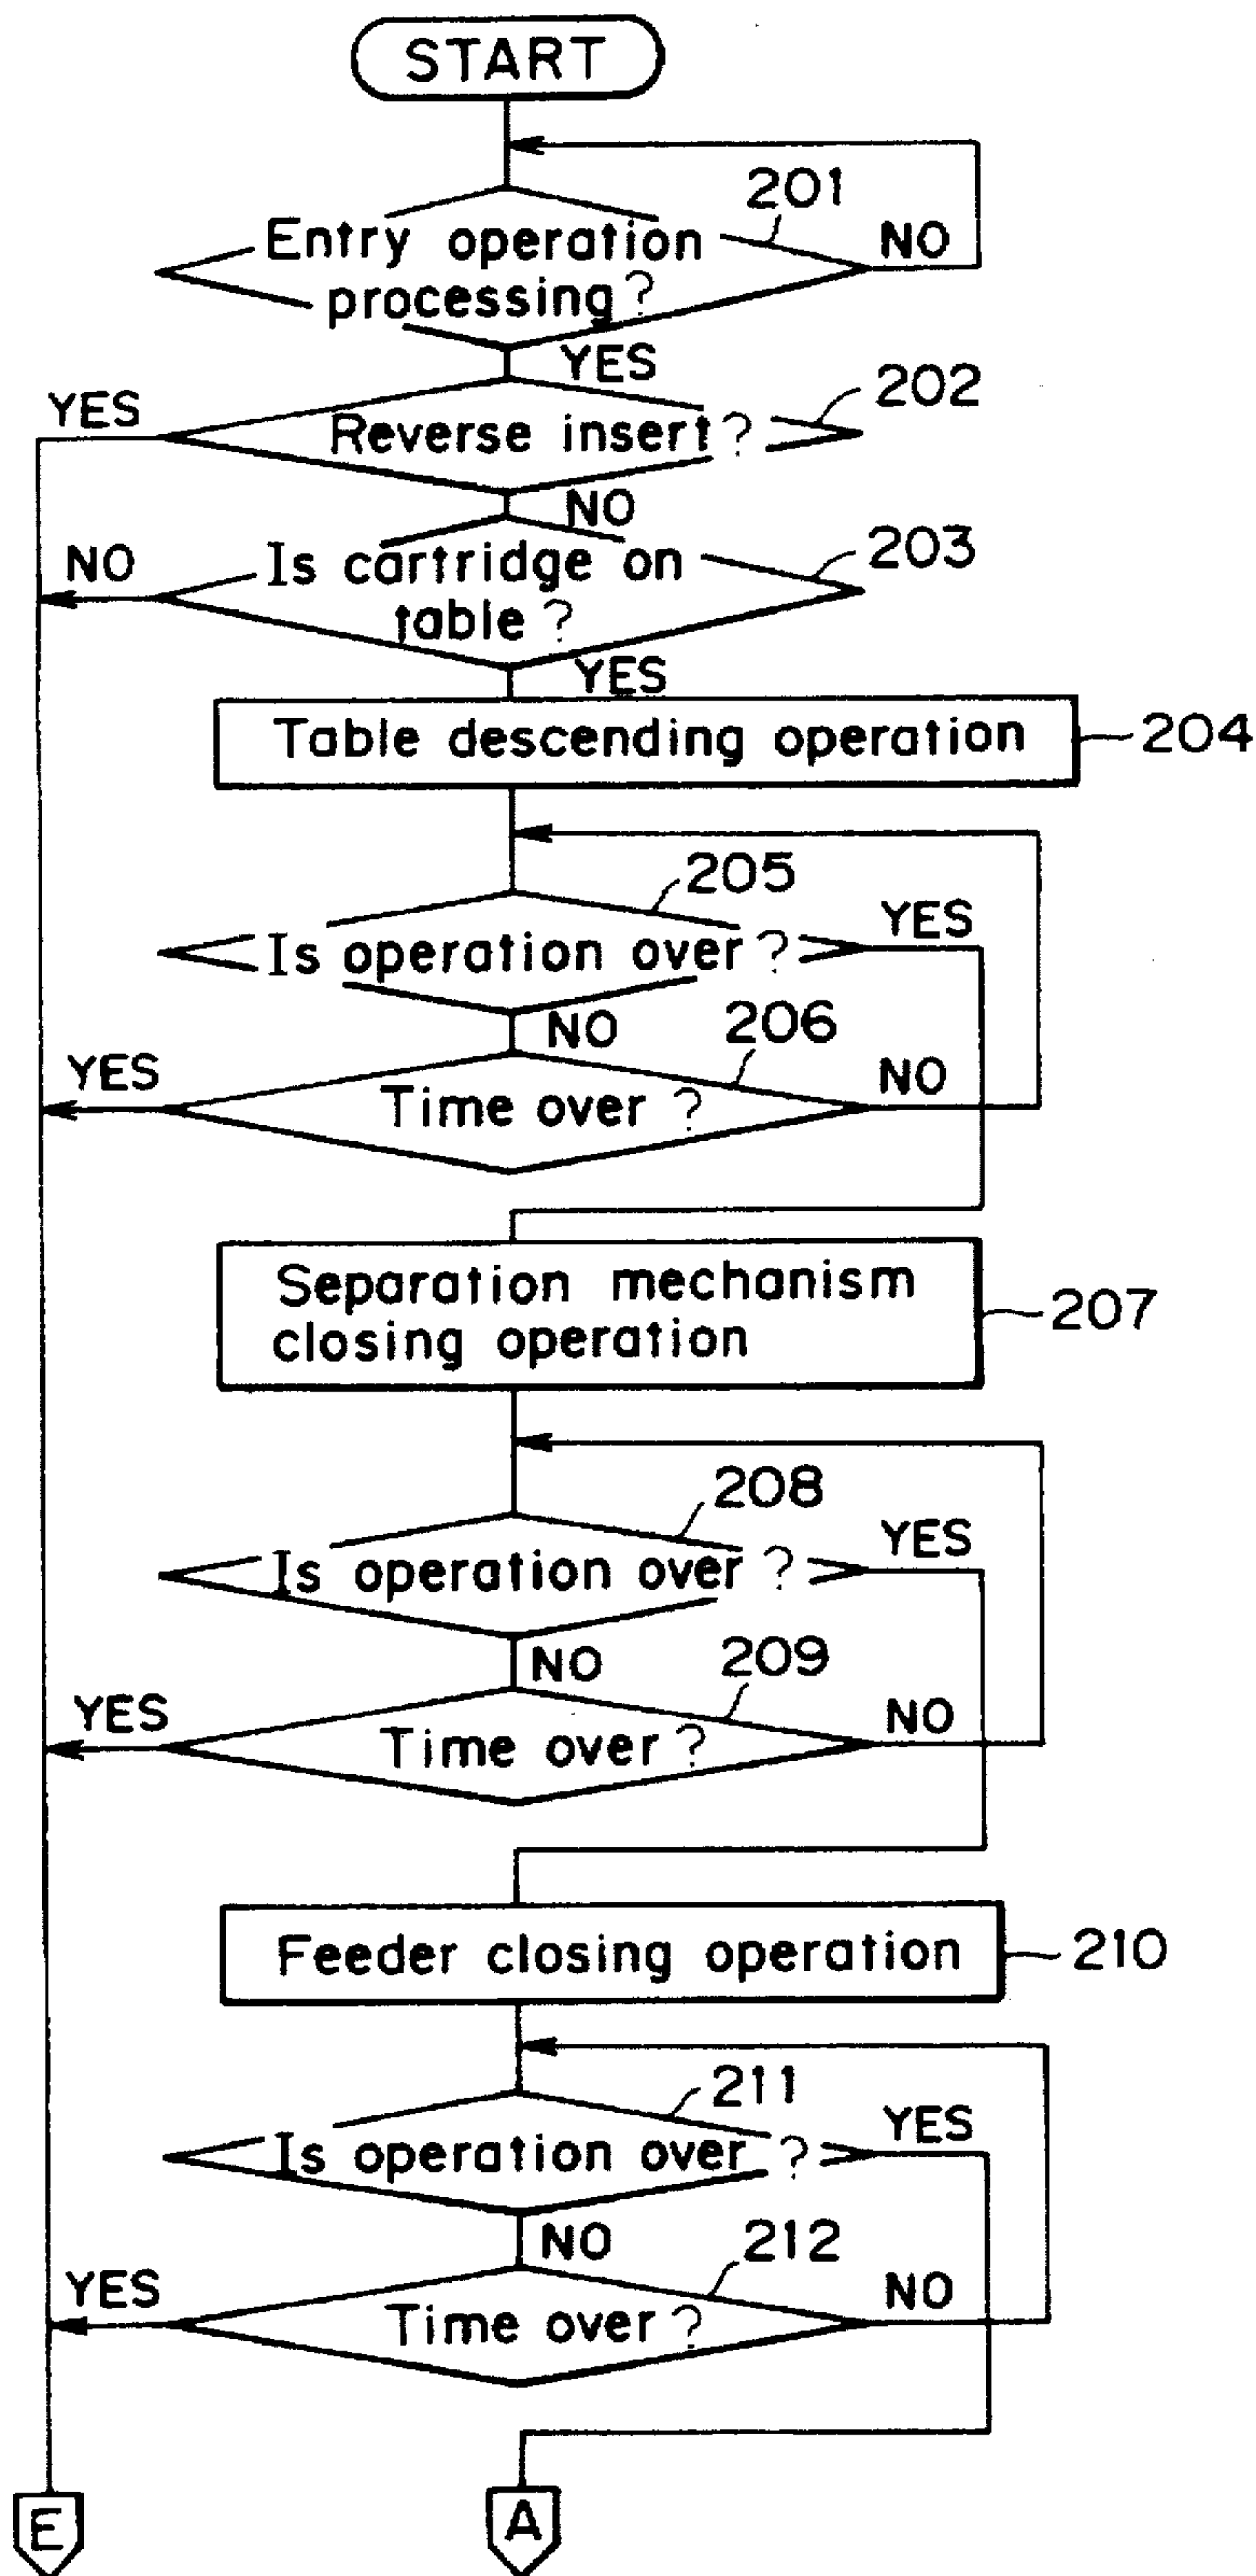 START
201
Entry operation
processing?
NO
YES
YES
202
Reverse insert?
NO
NO
203
Is cartridge on
table?
YES
Table descending operation
204
205
YES
Is operation over?
NO
206
YES
NO
Time over?
Separation mechanism
closing operation
207
208
YES
Is operation over?
NO
209
YES
NO
Time over?
Feeder closing operation
210
211
YES
Is operation over?
NO
212
YES
NO
Time over?
E
A